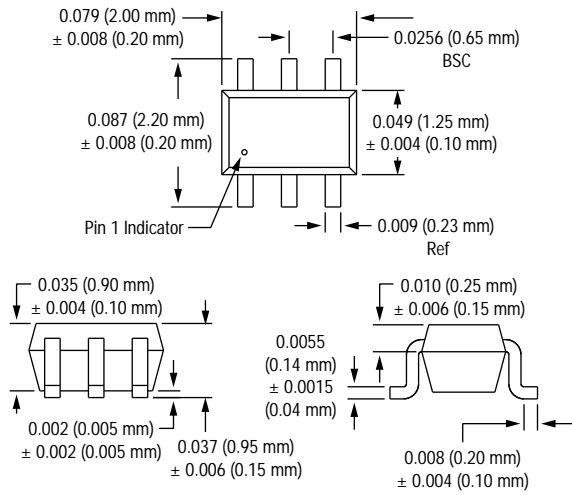 0.079 (2.00 mm)
± 0.008 (0.20 mm)
0.0256 (0.65 mm)
BSC
0.087 (2.20 mm)
± 0.008 (0.20 mm)
0.049 (1.25 mm)
± 0.004 (0.10 mm)
Pin 1 Indicator
0.009 (0.23 mm)
Ref
0.035 (0.90 mm)
± 0.004 (0.10 mm)
0.002 (0.005 mm)
± 0.002 (0.005 mm)
0.037 (0.95 mm)
± 0.006 (0.15 mm)
0.010 (0.25 mm)
± 0.006 (0.15 mm)
0.0055
(0.14 mm)
± 0.0015
(0.04 mm)
0.008 (0.20 mm)
± 0.004 (0.10 mm)